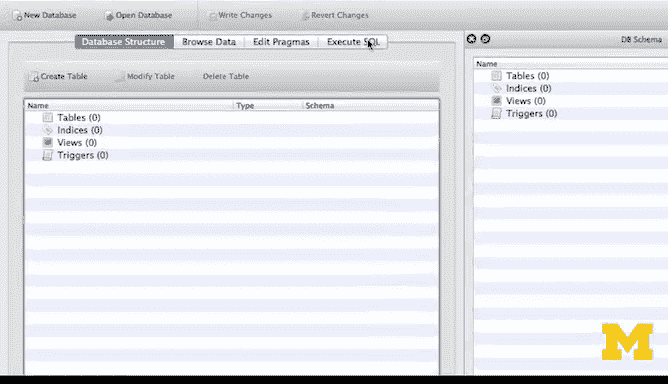 New Database Open Database Write Changes Revert Changes
Database Structure Browse Data Edit Pragmas Execute SQL
DB Schema
Create Table Modify Table Delete Table
Name Type Schema
Tables (0)
Indices (0)
Views (0)
Triggers (0)
Name
Tables (0)
Indices (0)
Views (0)
Triggers (0)
M